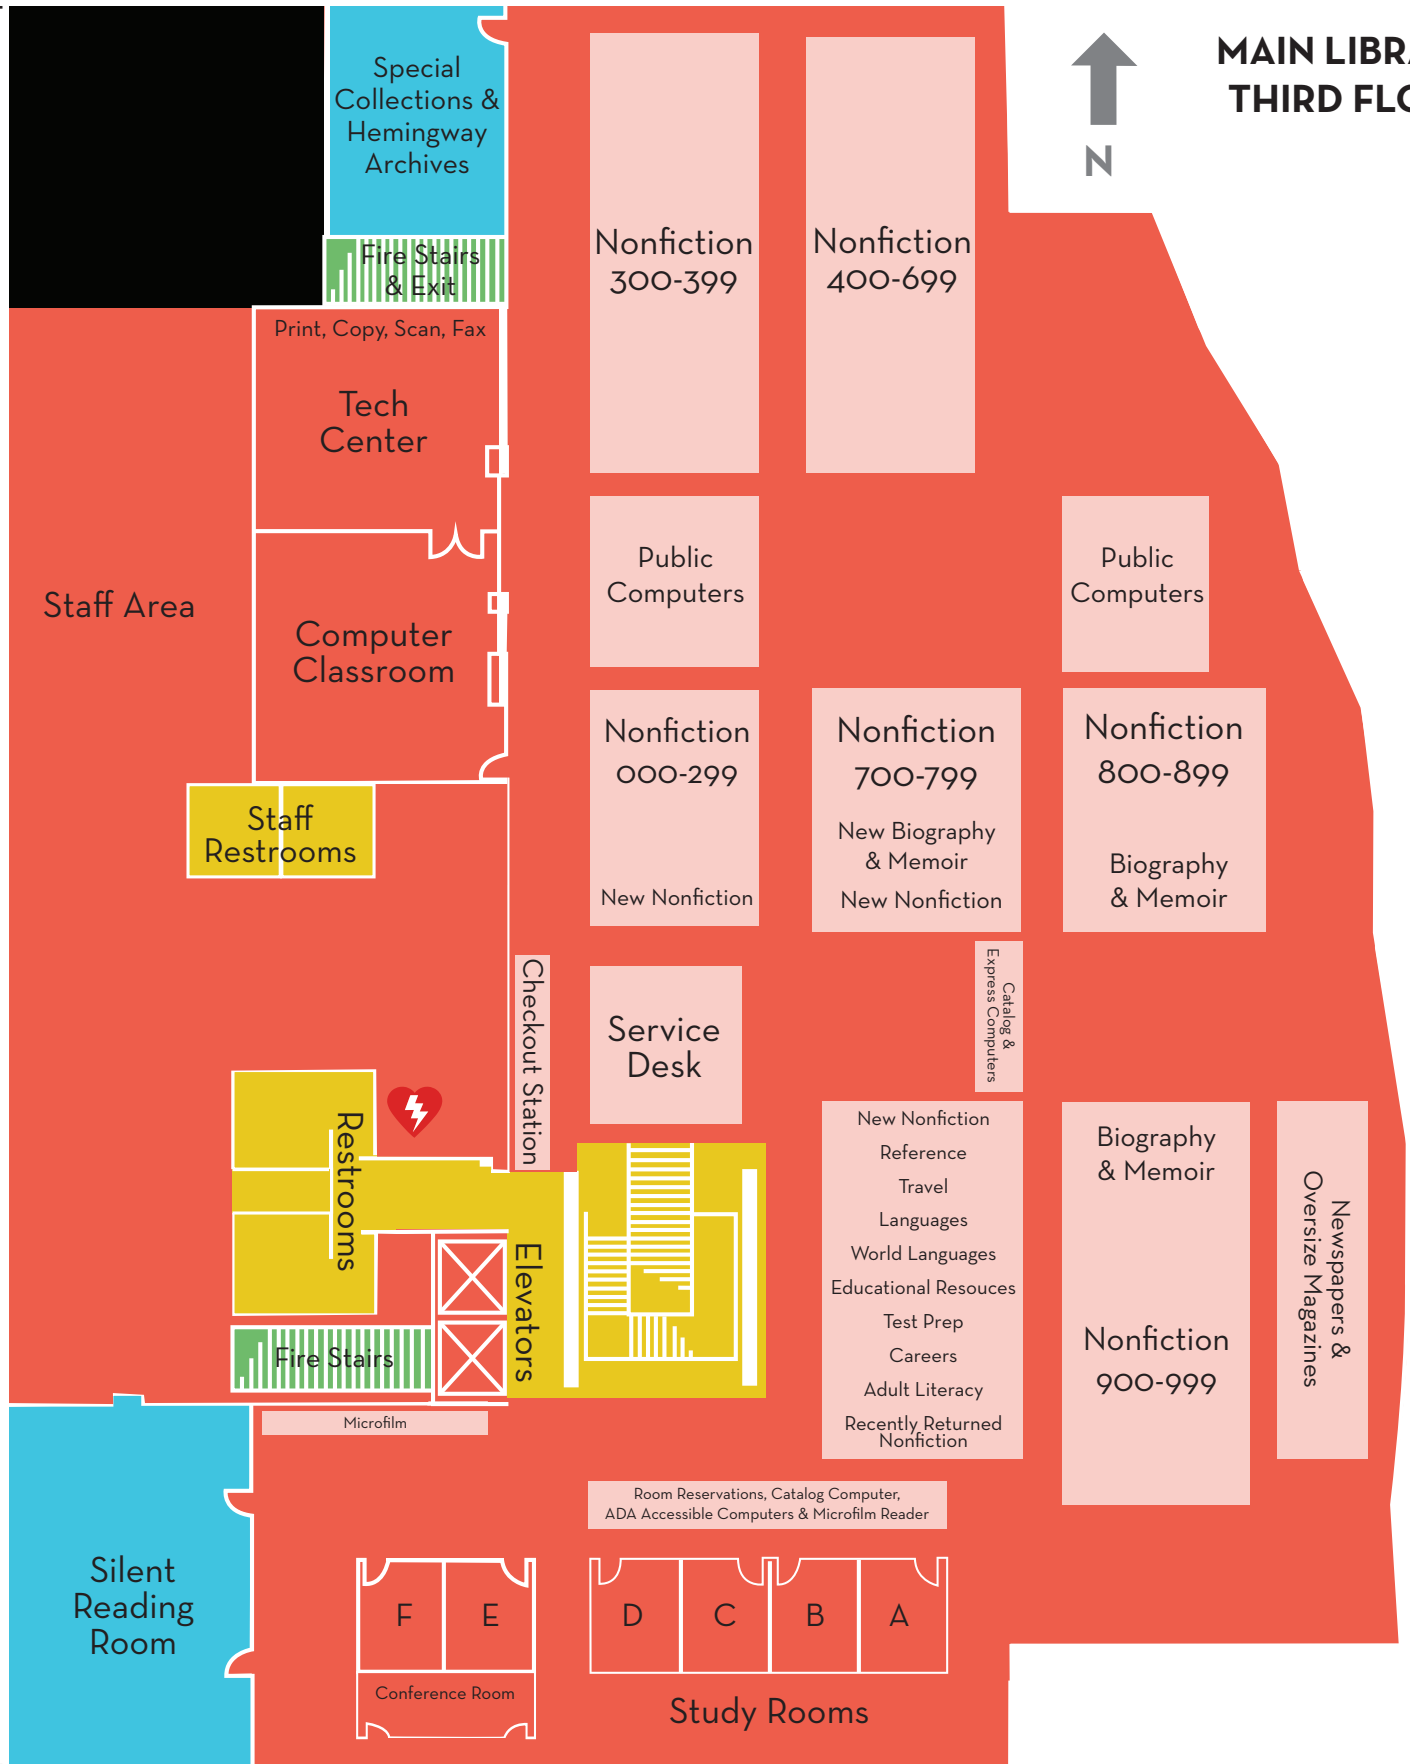 MAIN LIBRA
THIRD FLO
N
Special
Collections &
Hemingway
Archives
Fire Stairs
& Exit
Print, Copy, Scan, Fax
Tech
Center
Staff Area
Computer
Classroom
Staff
Restrooms
Nonfiction
300-399
Nonfiction
400-699
Public
Computers
Public
Computers
Nonfiction
000-299
New Nonfiction
Nonfiction
700-799
New Biography
& Memoir
New Nonfiction
Nonfiction
800-899
Biography
& Memoir
Checkout Station
Service
Desk
Catalog &
Express Computers
Restrooms
Elevators
Fire Stairs
Microfilm
New Nonfiction
Reference
Travel
Languages
World Languages
Educational Resouces
Test Prep
Careers
Adult Literacy
Recently Returned
Nonfiction
Biography
& Memoir
Nonfiction
900-999
Newspapers &
Oversize Magazines
Room Reservations, Catalog Computer,
ADA Accessible Computers & Microfilm Reader
Silent
Reading
Room
F
E
Conference Room
D
C
B
A
Study Rooms